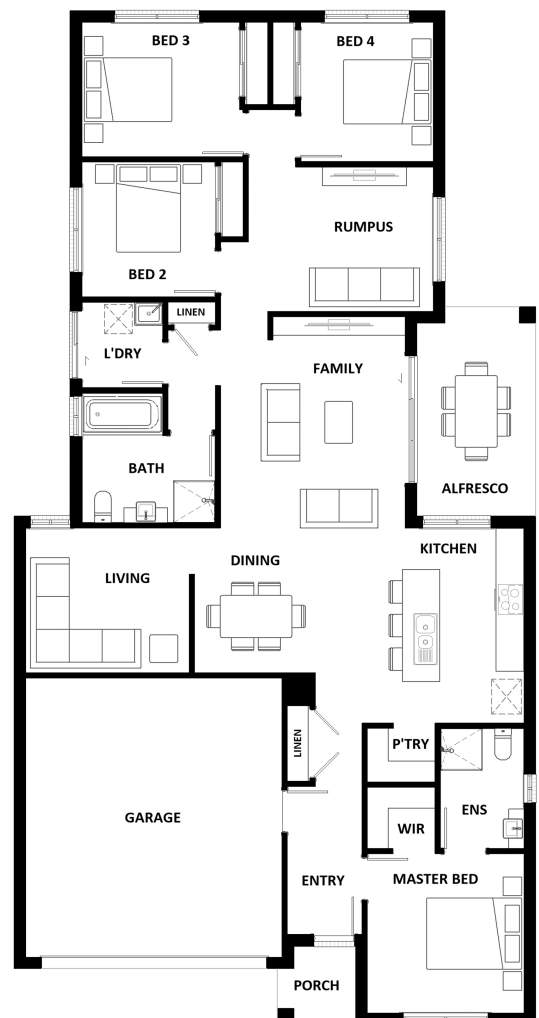 BED 3
BED 4
RUMPUS
BED 2
LINEN
L'DRY
FAMILY
BATH
ALFRESCO
KITCHEN
DINING
LIVING
LINEN
P'TRY
GARAGE
ENS
WIR
ENTRY
MASTER BED
PORCH